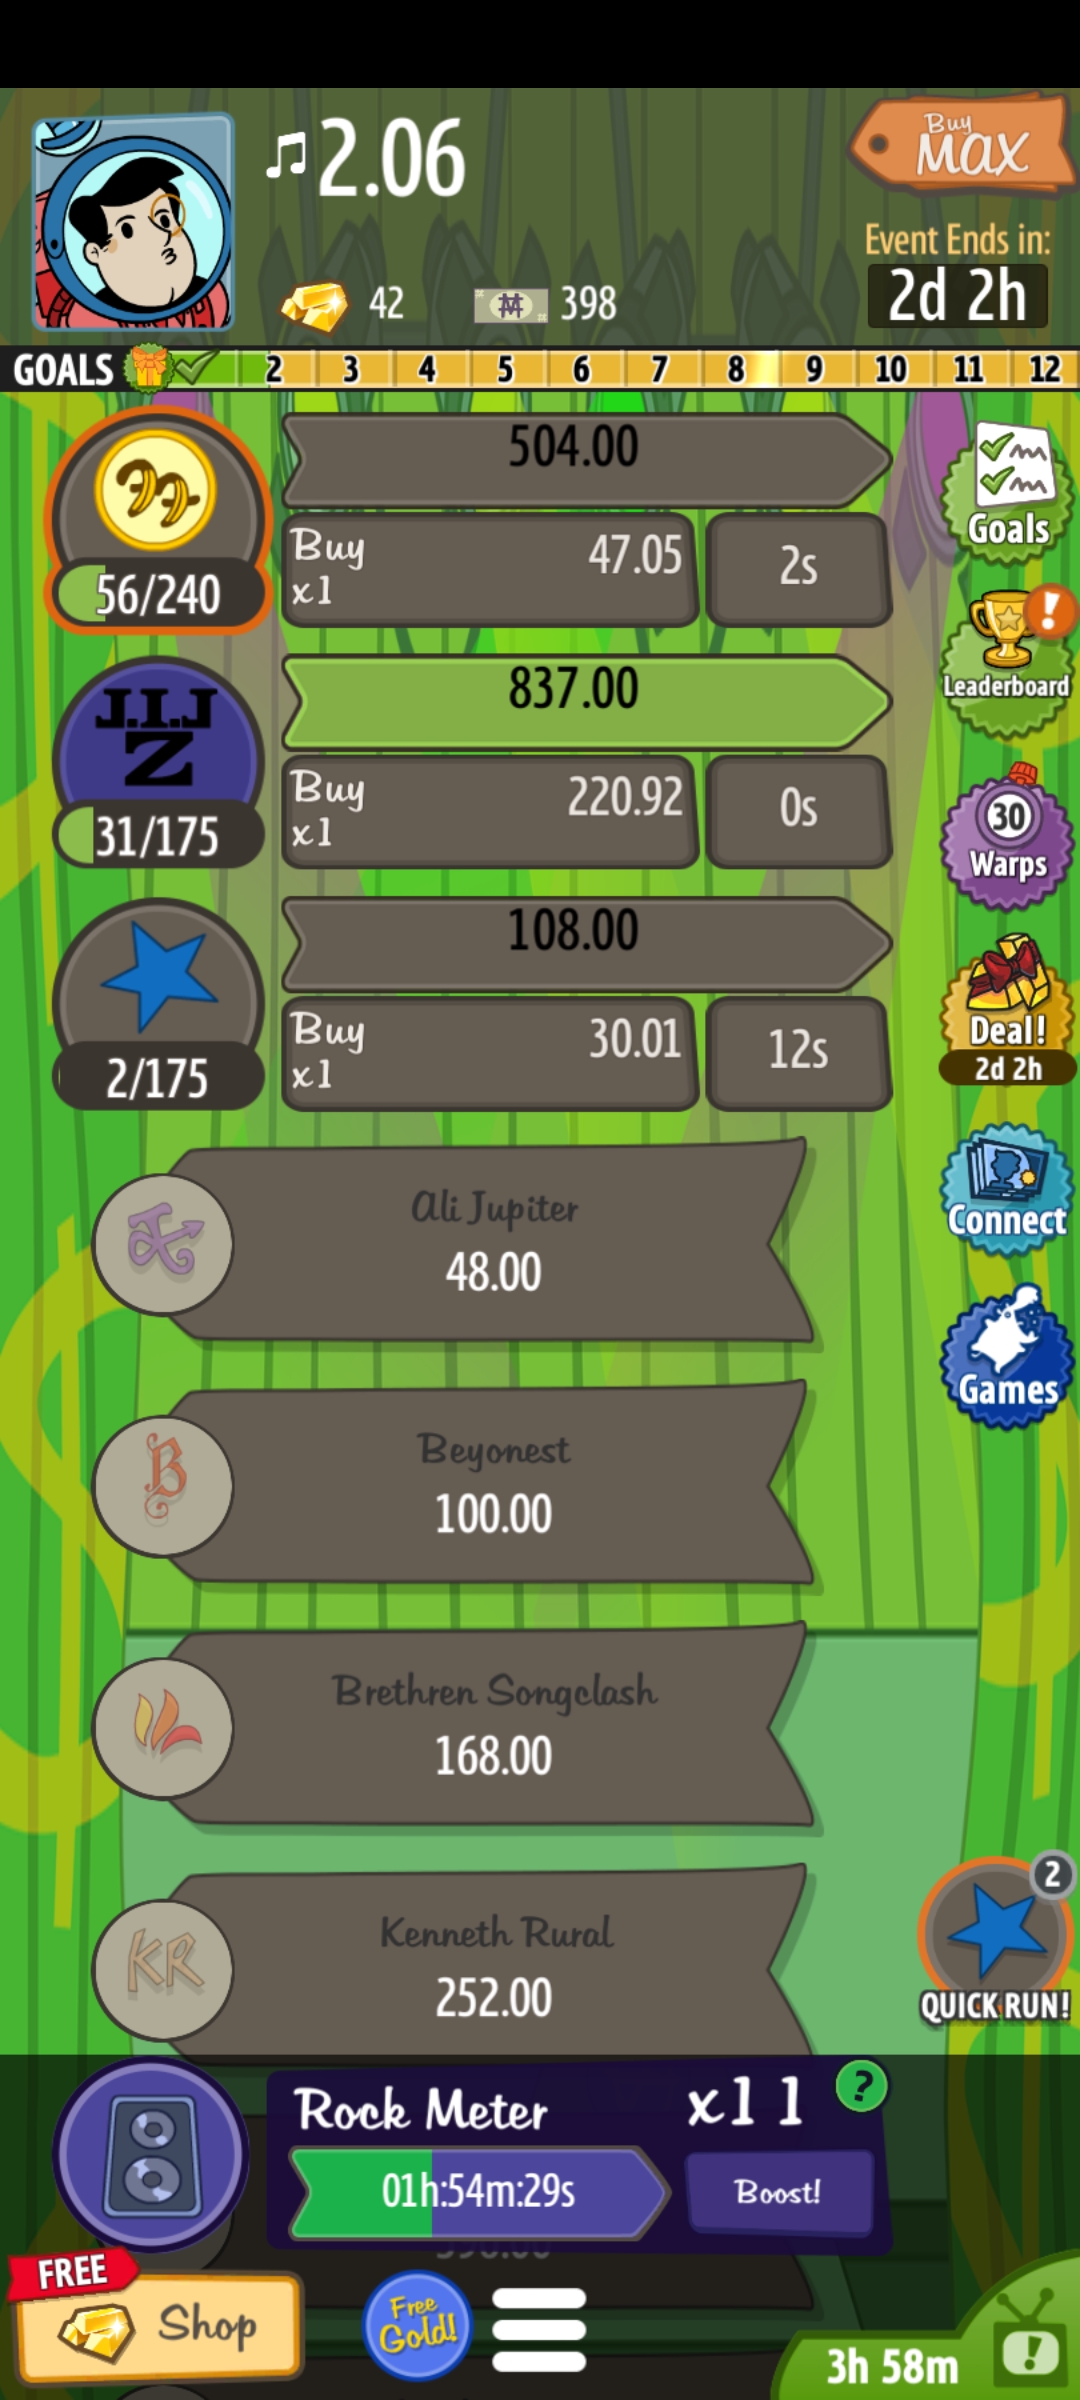 2.06
Buy
MAX
42
398
Event Ends in:
2d 2h
GOALS
2
3
4
5
6
7
8
9
10
11
12
504.00
56/240
Buy
x1
47.05
2s
Goals
J.I.J
Z
837.00
31/175
Buy
x1
220.92
0s
!
Leaderboard
108.00
2/175
Buy
x1
30.01
12s
30
Warps
Deal!
2d 2h
Ali Jupiter
48.00
Connect
B
Beyonest
100.00
Games
Brethren Songclash
168.00
KR
Kenneth Rural
252.00
2
QUICK RUN!
Rock Meter
x11
?
01h:54m:29s
Boost!
FREE
Shop
Free
Gold!
3h 58m
!